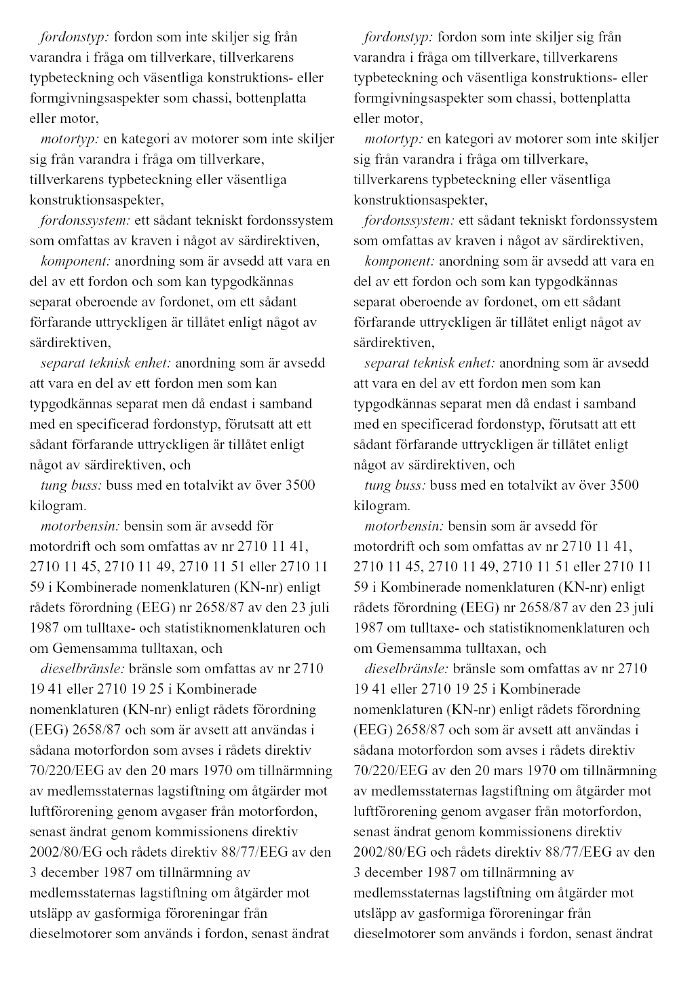 fordonstyp: fordon som inte skiljer sig från
varandra i fråga om tillverkare, tillverkarens
typbeteckning och väsentliga konstruktions- eller
formgivningsaspekter som chassi, bottenplatta
eller motor,
motortyp: en kategori av motorer som inte skiljer
sig från varandra i fråga om tillverkare,
tillverkarens typbeteckning eller väsentliga
konstruktionsaspekter,
fordonssystem: ett sådant tekniskt fordonssystem
som omfattas av kraven i något av särdirektiven,
komponent: anordning som är avsedd att vara en
del av ett fordon och som kan typgodkännas
separat oberoende av fordonet, om ett sådant
förfarande uttryckligen är tillåtet enligt något av
särdirektiven,
separat teknisk enhet: anordning som är avsedd
att vara en del av ett fordon men som kan
typgodkännas separat men då endast i samband
med en specificerad fordonstyp, förutsatt att ett
sådant förfarande uttryckligen är tillåtet enligt
något av särdirektiven, och
tung buss: buss med en totalvikt av över 3500
kilogram.
motorbensin: bensin som är avsedd för
motordrift och som omfattas av nr 2710 11 41,
2710 11 45, 2710 11 49, 2710 11 51 eller 2710 11
59 i Kombinerade nomenklaturen (KN-nr) enligt
rådets förordning (EEG) nr 2658/87 av den 23 juli
1987 om tulltaxe- och statistiknomenklaturen och
om Gemensamma tulltaxan, och
dieselbränsle: bränsle som omfattas av nr 2710
19 41 eller 2710 19 25 i Kombinerade
nomenklaturen (KN-nr) enligt rådets förordning
(EEG) 2658/87 och som är avsett att användas i
sådana motorfordon som avses i rådets direktiv
70/220/EEG av den 20 mars 1970 om tillnärmning
av medlemsstaternas lagstiftning om åtgärder mot
luftförorening genom avgaser från motorfordon,
senast ändrat genom kommissionens direktiv
2002/80/EG och rådets direktiv 88/77/EEG av den
3 december 1987 om tillnärmning av
medlemsstaternas lagstiftning om åtgärder mot
utsläpp av gasformiga föroreningar från
dieselmotorer som används i fordon, senast ändrat
fordonstyp: fordon som inte skiljer sig från
varandra i fråga om tillverkare, tillverkarens
typbeteckning och väsentliga konstruktions- eller
formgivningsaspekter som chassi, bottenplatta
eller motor,
motortyp: en kategori av motorer som inte skiljer
sig från varandra i fråga om tillverkare,
tillverkarens typbeteckning eller väsentliga
konstruktionsaspekter,
fordonssystem: ett sådant tekniskt fordonssystem
som omfattas av kraven i något av särdirektiven,
komponent: anordning som är avsedd att vara en
del av ett fordon och som kan typgodkännas
separat oberoende av fordonet, om ett sådant
förfarande uttryckligen är tillåtet enligt något av
särdirektiven,
separat teknisk enhet: anordning som är avsedd
att vara en del av ett fordon men som kan
typgodkännas separat men då endast i samband
med en specificerad fordonstyp, förutsatt att ett
sådant förfarande uttryckligen är tillåtet enligt
något av särdirektiven, och
tung buss: buss med en totalvikt av över 3500
kilogram.
motorbensin: bensin som är avsedd för
motordrift och som omfattas av nr 2710 11 41,
2710 11 45, 2710 11 49, 2710 11 51 eller 2710 11
59 i Kombinerade nomenklaturen (KN-nr) enligt
rådets förordning (EEG) nr 2658/87 av den 23 juli
1987 om tulltaxe- och statistiknomenklaturen och
om Gemensamma tulltaxan, och
dieselbränsle: bränsle som omfattas av nr 2710
19 41 eller 2710 19 25 i Kombinerade
nomenklaturen (KN-nr) enligt rådets förordning
(EEG) 2658/87 och som är avsett att användas i
sådana motorfordon som avses i rådets direktiv
70/220/EEG av den 20 mars 1970 om tillnärmning
av medlemsstaternas lagstiftning om åtgärder mot
luftförorening genom avgaser från motorfordon,
senast ändrat genom kommissionens direktiv
2002/80/EG och rådets direktiv 88/77/EEG av den
3 december 1987 om tillnärmning av
medlemsstaternas lagstiftning om åtgärder mot
utsläpp av gasformiga föroreningar från
dieselmotorer som används i fordon, senast ändrat